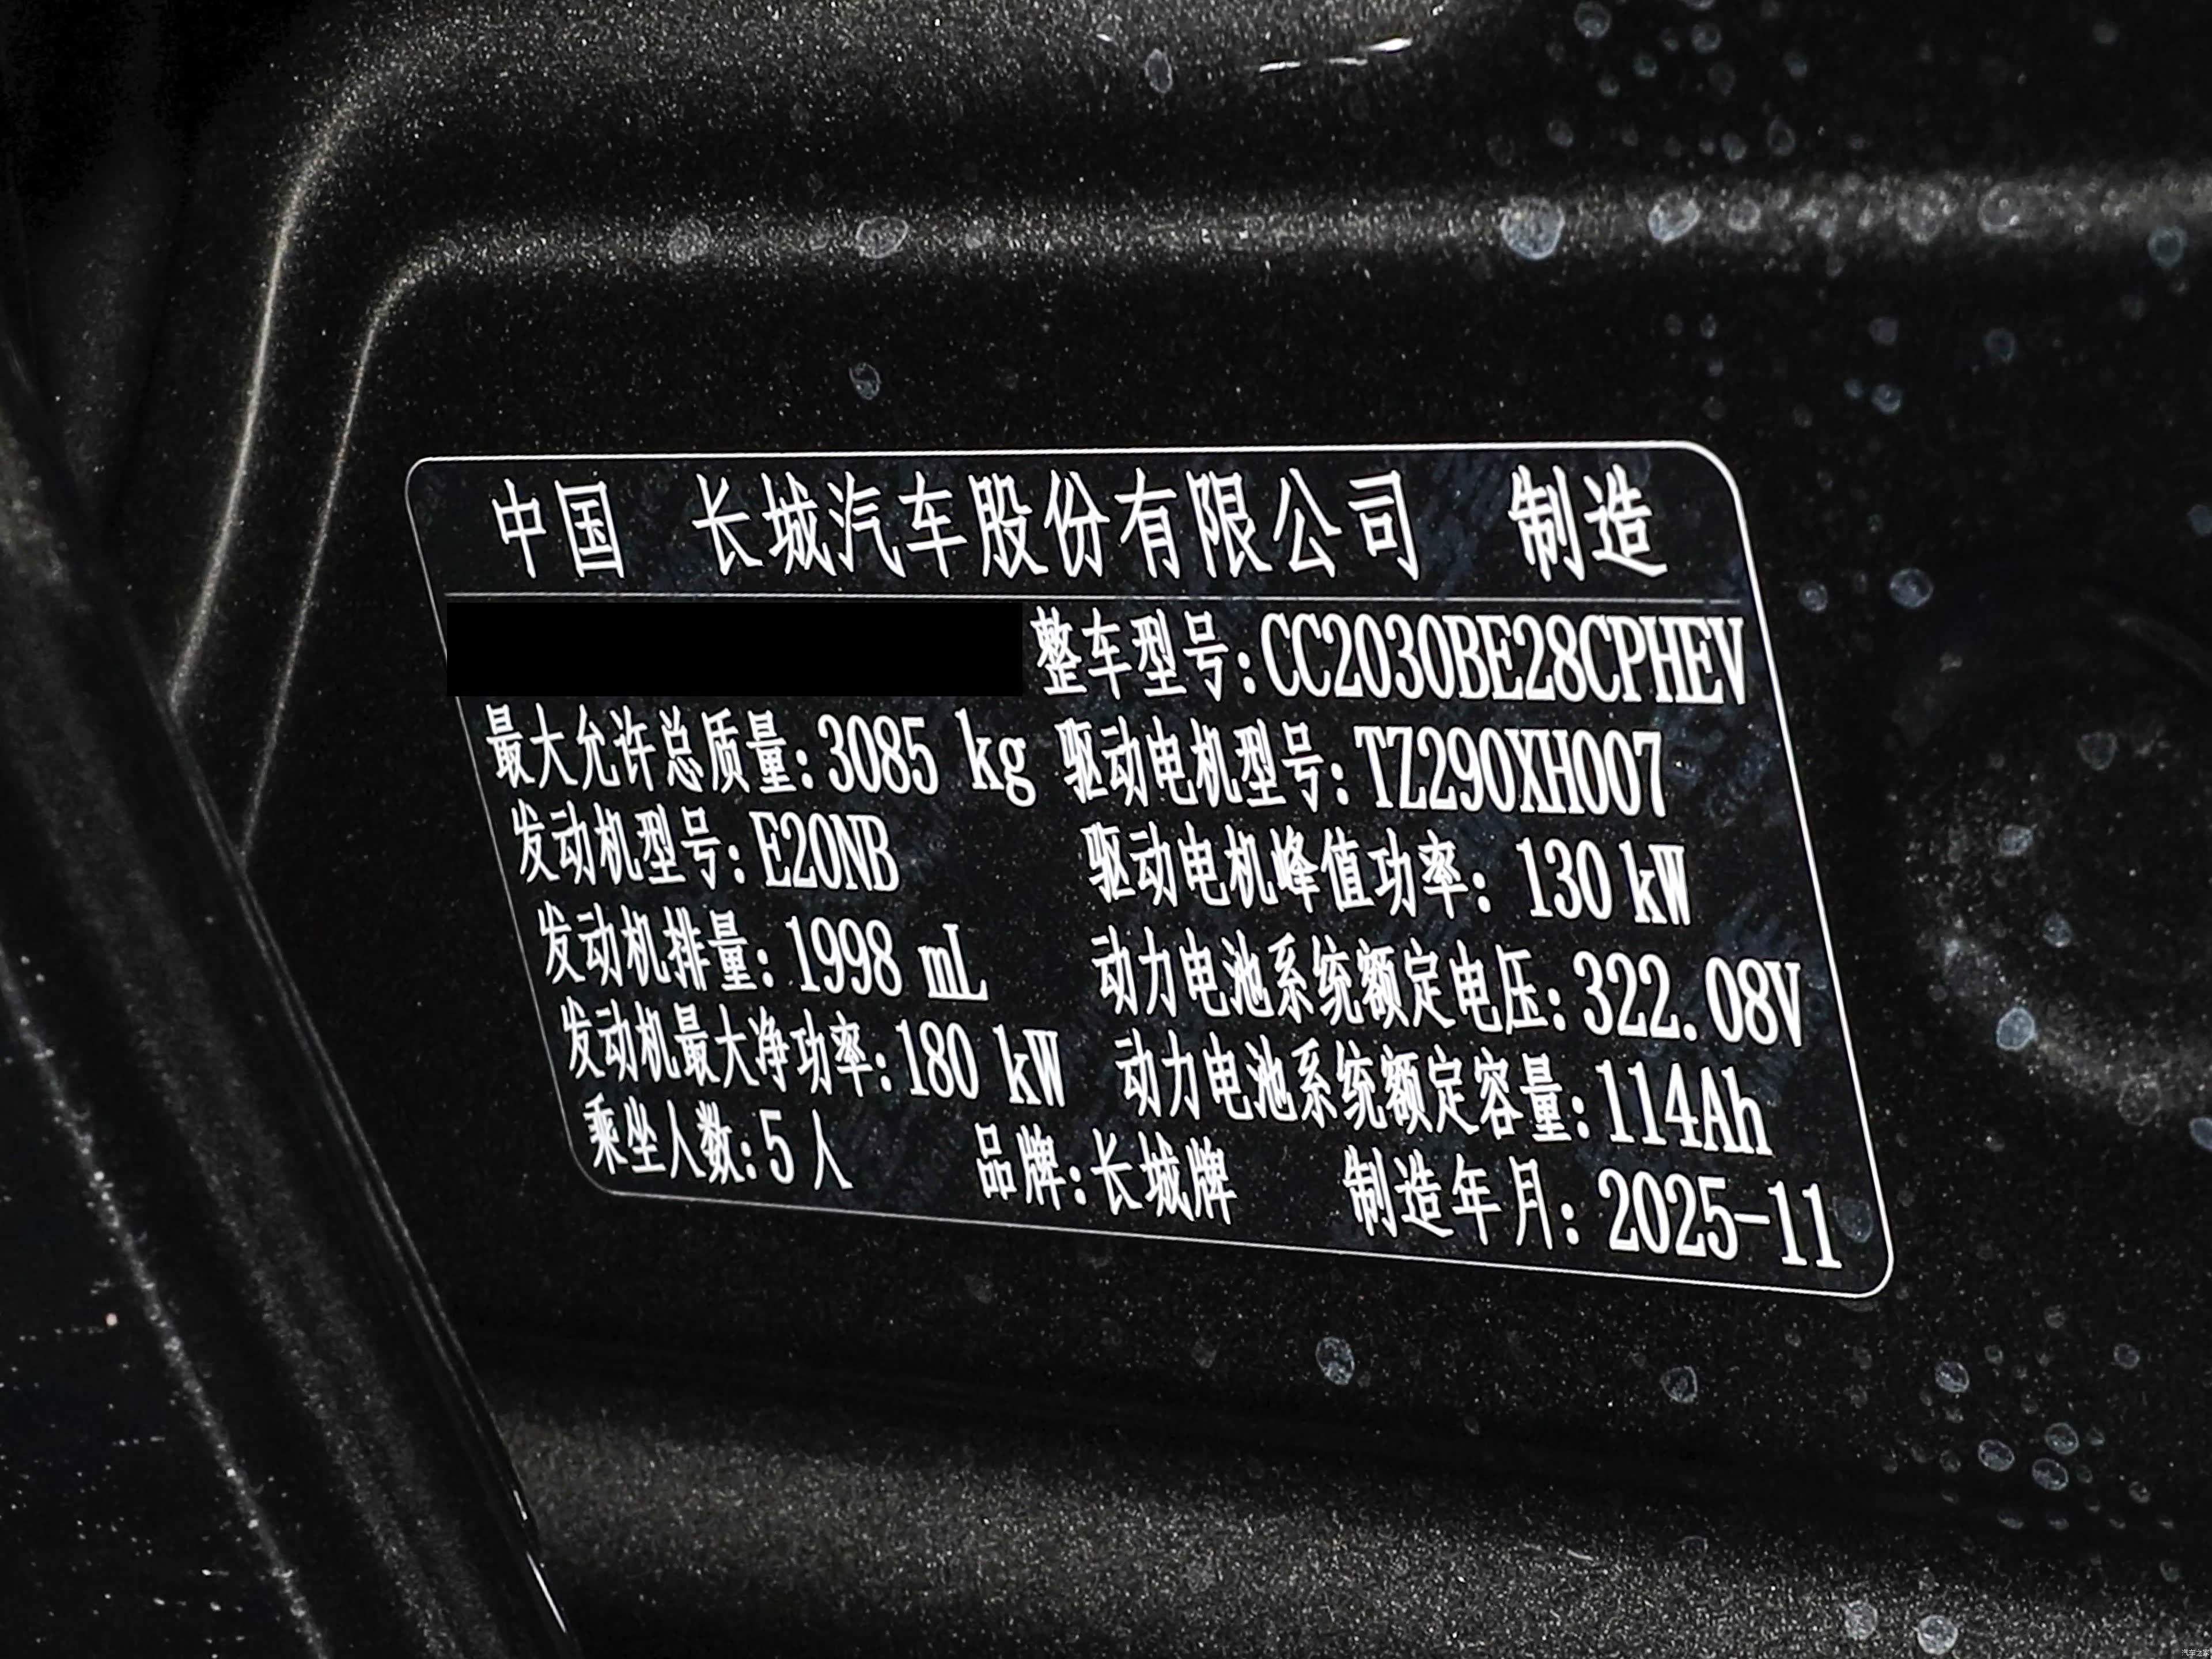 中国 长城汽车股份有限公司 制造
整车型号:CC2030BE28CPHEV
最大允许总质量:3085 kg 驱动电机型号:TZ290XH007
发动机型号:E20NB 驱动电机峰值功率:130 kW
发动机排量:1998 mL 动力电池系统额定电压:322.08V
发动机最大净功率:180 kW 动力电池系统额定容量:114Ah
乘坐人数:5 人 品牌:长城牌 制造年月:2025-11
汽车之家